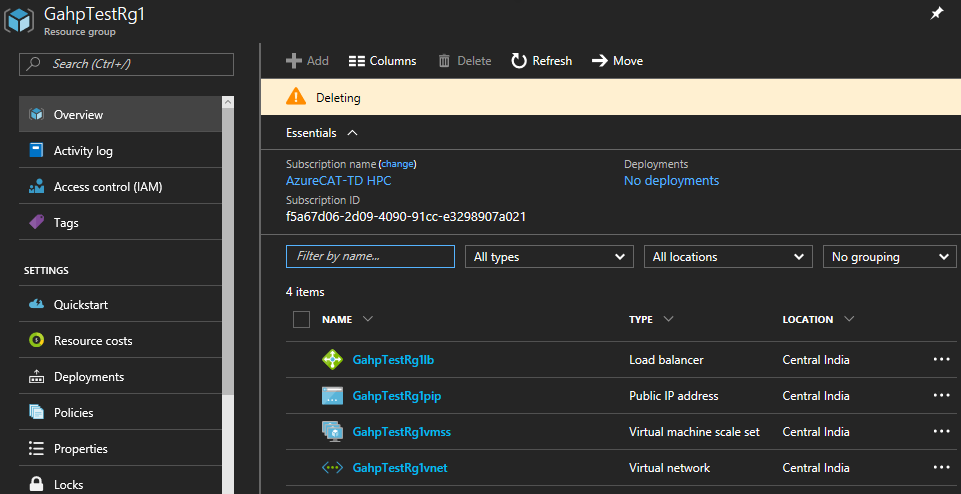 GahpTestRg1
Resource group
Search (Ctrl+/)
Overview
Activity log
Access control (IAM)
Tags
SETTINGS
Quickstart
Resource costs
Deployments
Policies
Properties
Locks
Add
Columns
Delete
Refresh
Move
Deleting
Essentials
Subscription name (change)
AzureCAT-TD HPC
Subscription ID
f5a67d06-2d09-4090-91cc-e3298907a021
Deployments
No deployments
Filter by name...
All types
All locations
No grouping
4 items
NAME TYPE LOCATION
GahpTestRg1lb Load balancer Central India
GahpTestRg1pip Public IP address Central India
GahpTestRg1vmss Virtual machine scale set Central India
GahpTestRg1vnet Virtual network Central India